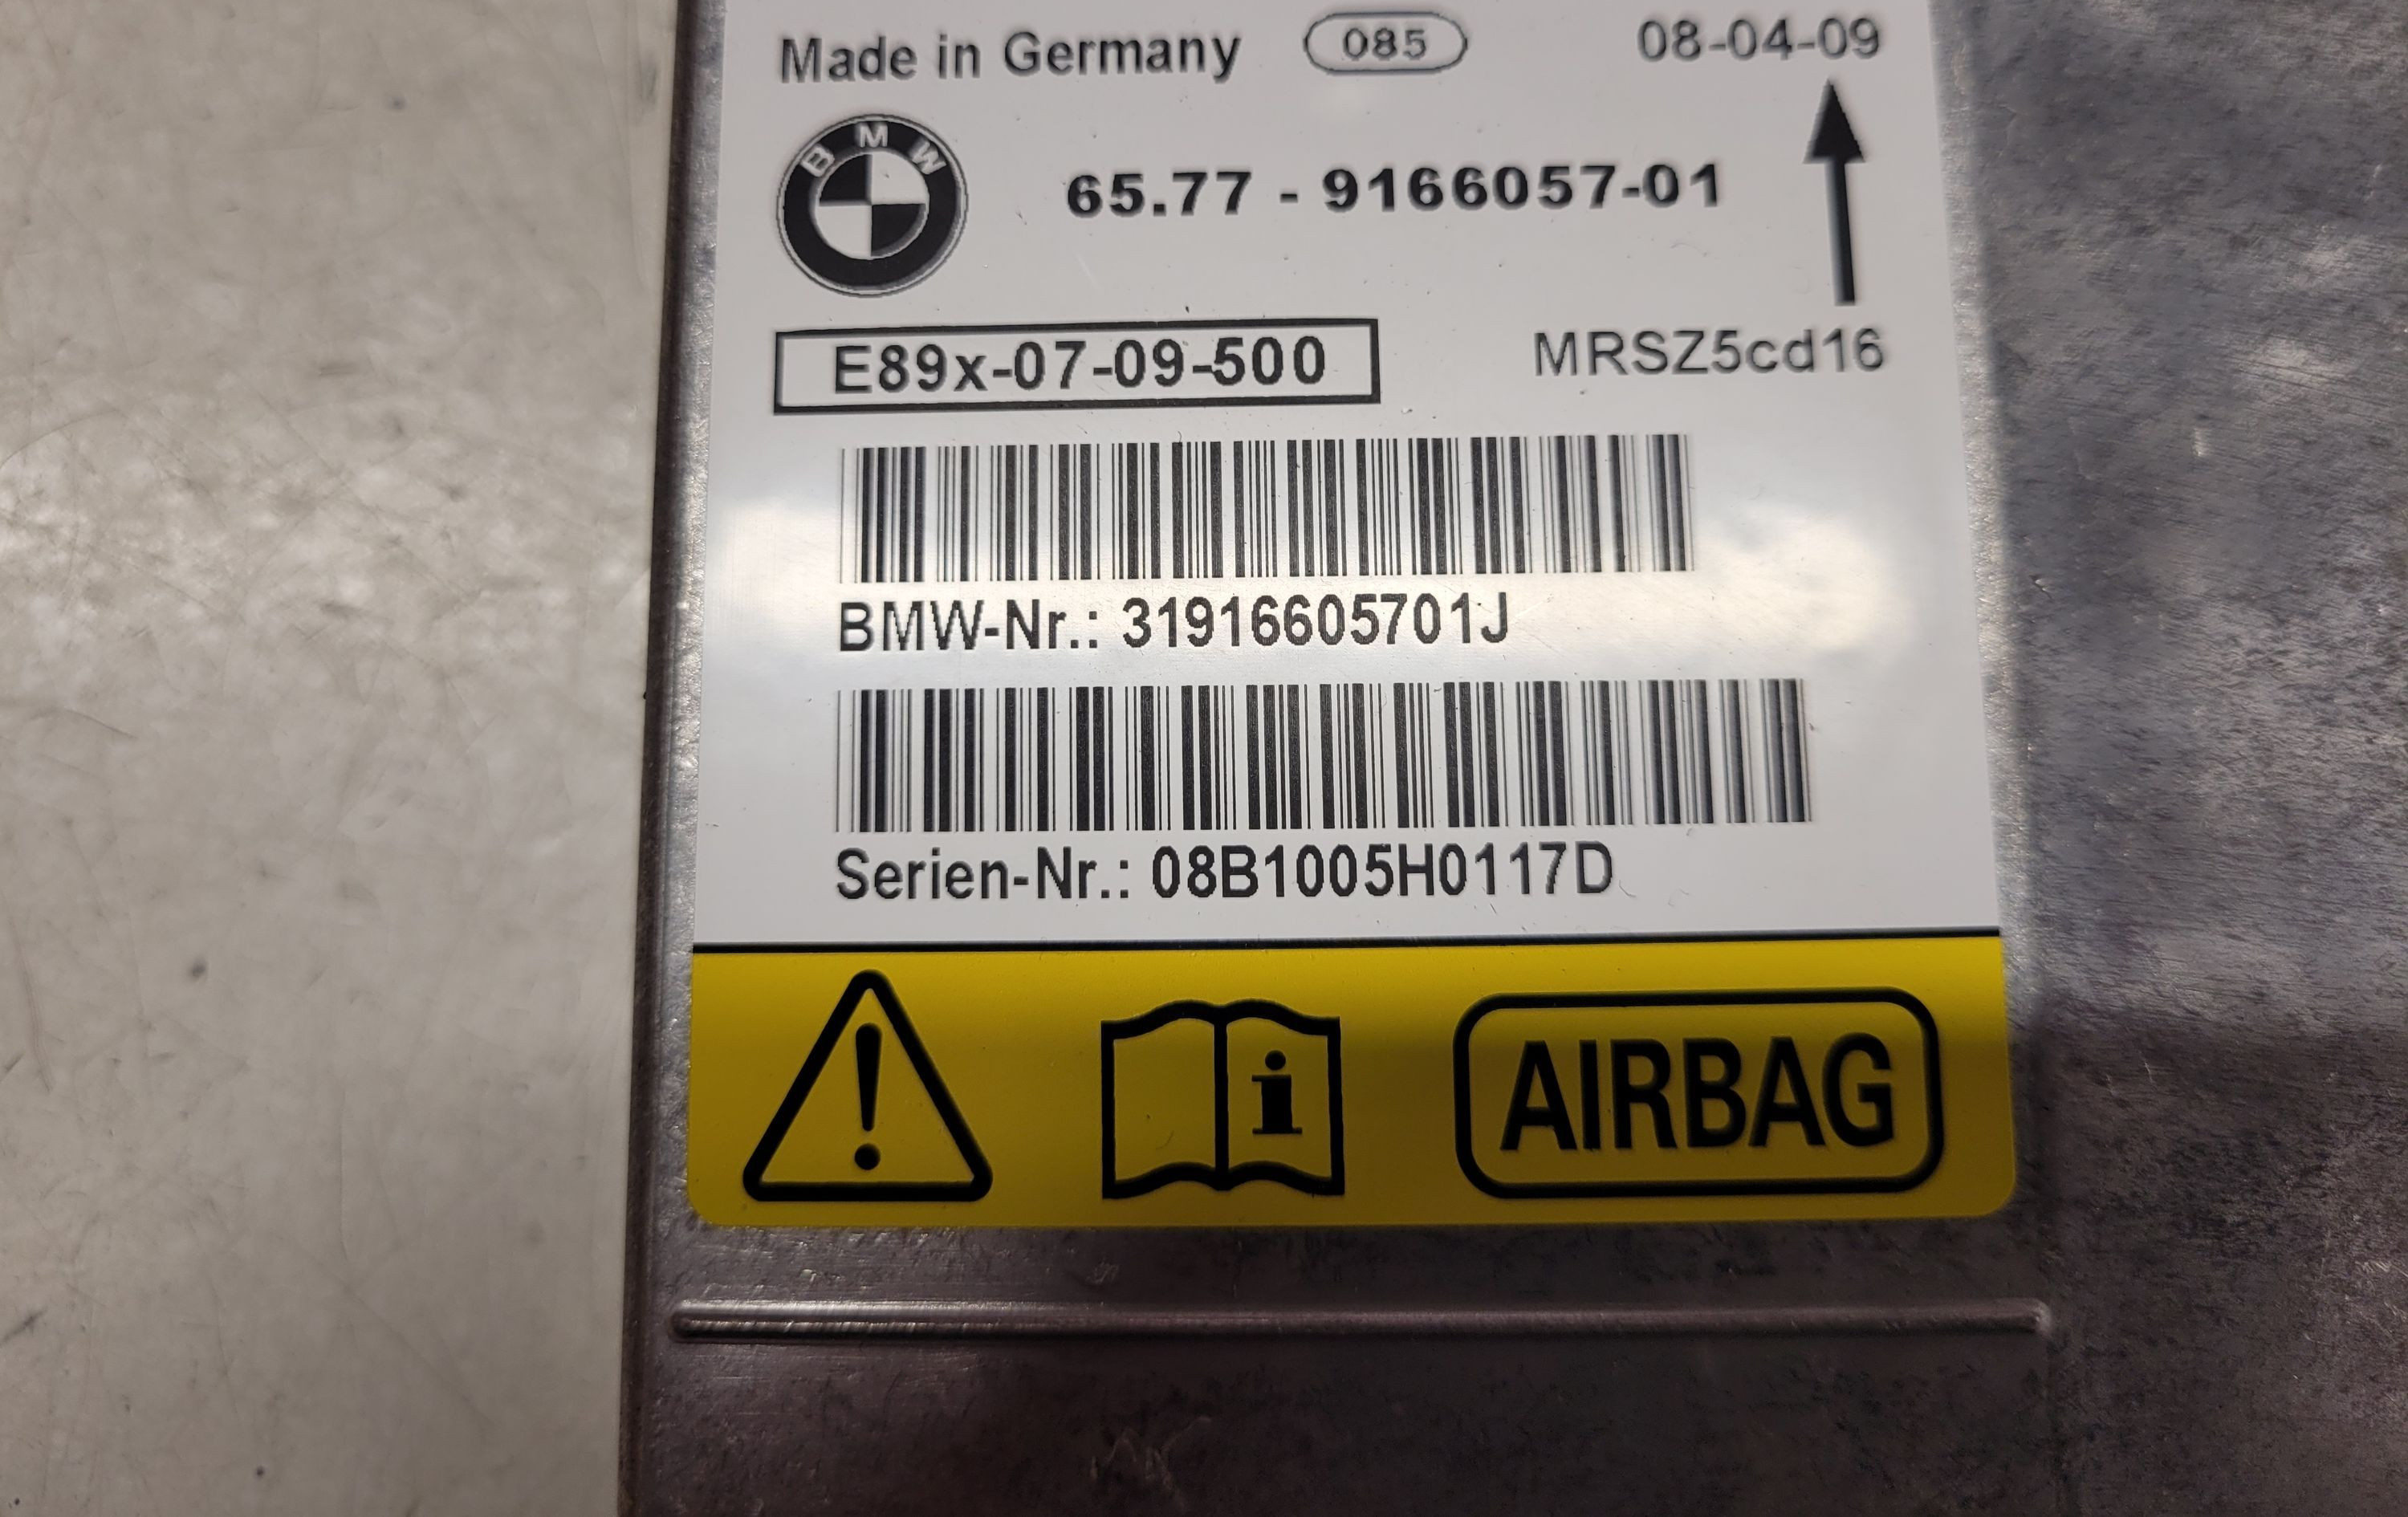 Made in Germany 085 08-04-09
BMW
65.77 - 9166057-01
E89x-07-09-500 MRSZ5cd16
BMW-Nr.: 31916605701J
Serien-Nr.: 08B1005H0117D
i AIRBAG